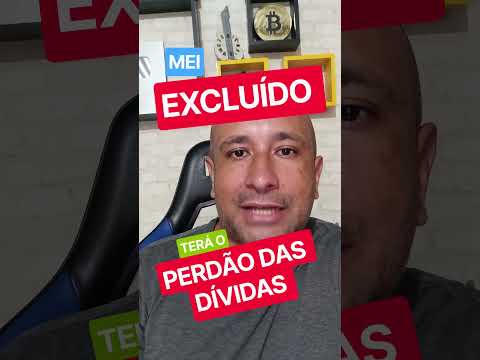 MEI
EXCLUÍDO
TERÁ O
PERDÃO DAS
DÍVIDAS